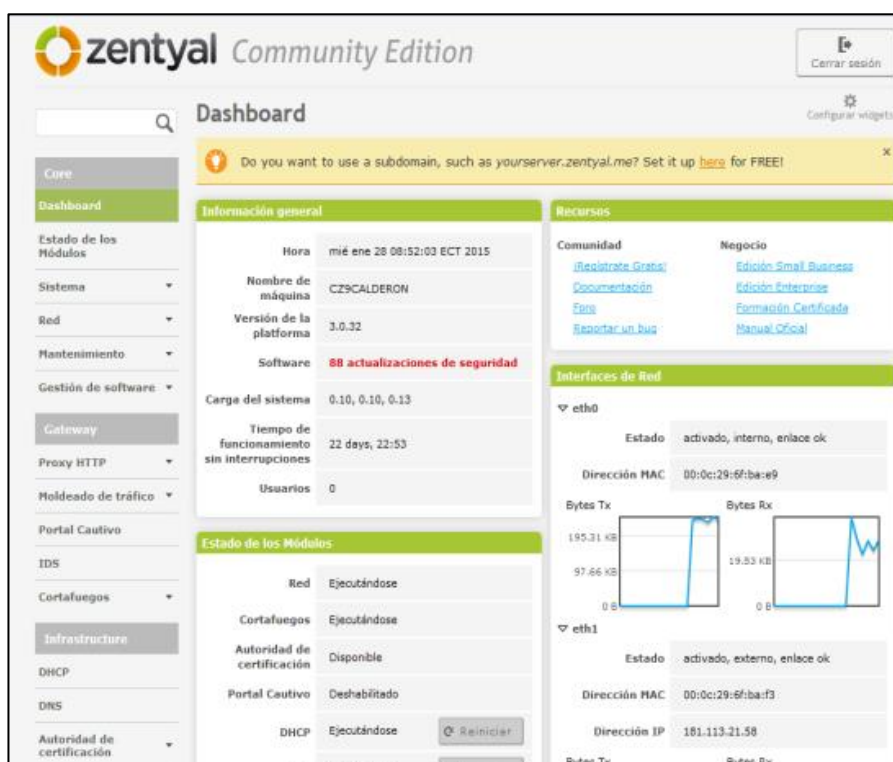 zentyal Community Edition
Cerrar sesión
Dashboard
Configurar widgets
Do you want to use a subdomain, such as yourserver.zentyal.me? Set it up here for FREE!
x
Core
Dashboard
Estado de los
Módulos
Sistema
Red
Mantenimiento
Gestión de software
Gateway
Proxy HTTP
Moldeado de tráfico
Portal Cautivo
IDS
Cortafuegos
Infrastructure
DHCP
DNS
Autoridad de
certificación
Información general
Hora mié ene 28 08:52:03 ECT 2015
Nombre de
máquina CZ9CALDERON
Versión de la
platforma 3.0.32
Software 88 actualizaciones de seguridad
Carga del sistema 0.10, 0.10, 0.13
Tiempo de
funcionamiento
sin interrupciones 22 days, 22:53
Usuarios 0
Estado de los Módulos
Red Ejecutándose
Cortafuegos Ejecutándose
Autoridad de
certificación Disponible
Portal Cautivo Deshabilitado
DHCP Ejecutándose Reiniciar
Recursos
Comunidad
¡Regístrate Gratis!
Documentación
Foro
Reportar un bug
Negocio
Edición Small Business
Edición Enterprise
Formación Certificada
Manual Oficial
Interfaces de Red
eth0
Estado activado, interno, enlace ok
Dirección MAC 00:0c:29:6f:ba:e9
Bytes Tx
195.31 KB
97.66 KB
0 B
Bytes Rx
19.53 KB
0 B
eth1
Estado activado, externo, enlace ok
Dirección MAC 00:0c:29:6f:ba:f3
Dirección IP 181.113.21.58
Bytes Tx Bytes Rx